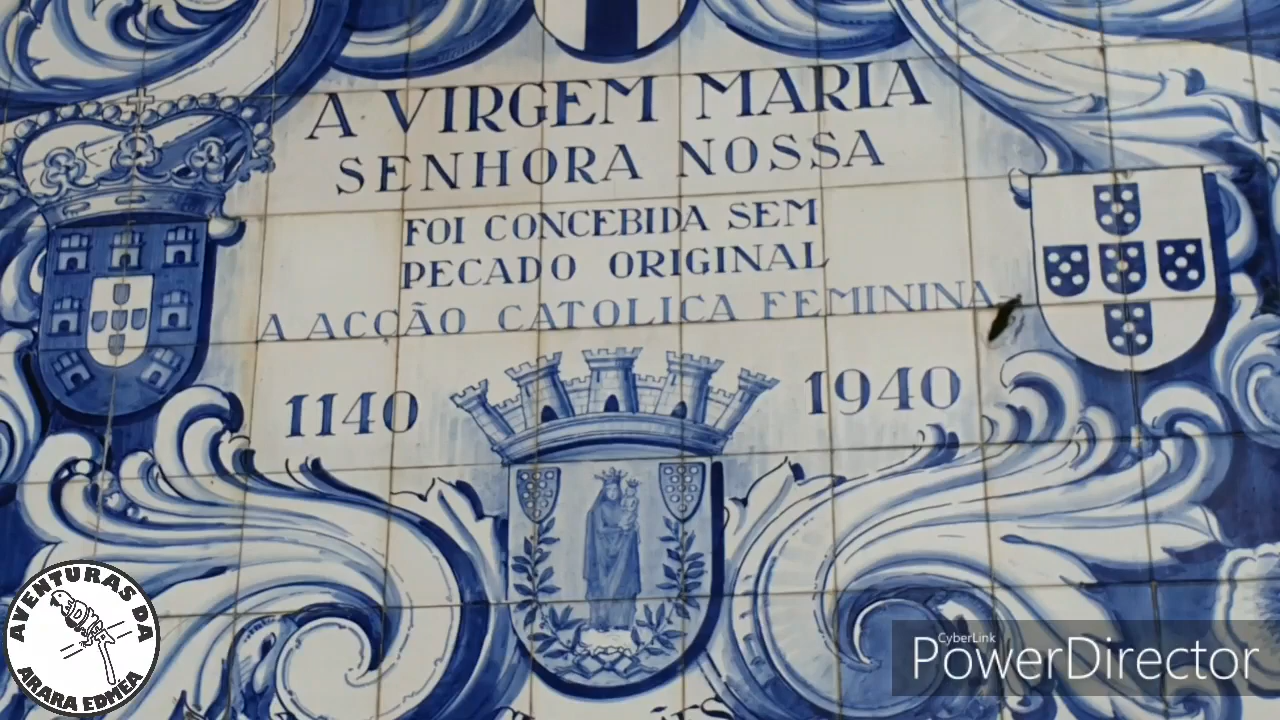 A VIRGEM MARIA
SENHORA NOSSA
FOI CONCEBIDA SEM
PECADO ORIGINAL
A ACÇÃO CATOLICA FEMININA
1140
1940
AVENTURAS DA
EDMÉA
ARARA EDMÉA
CyberLink
PowerDirector